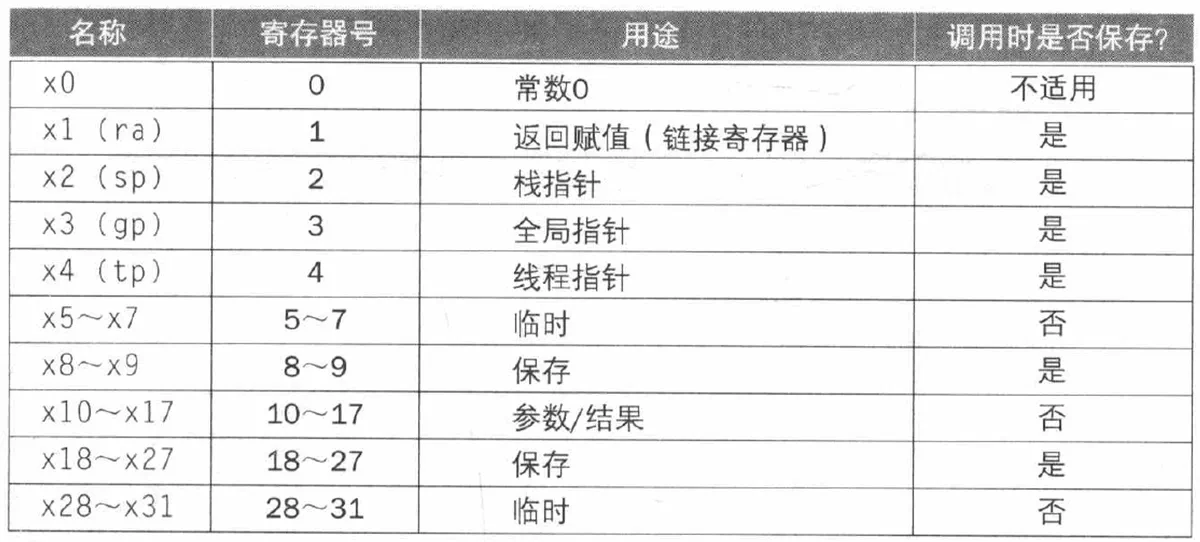 名称 寄存器号 用途 调用时是否保存?
x0 0 常数0 不适用
x1 (ra) 1 返回赋值(链接寄存器) 是
x2 (sp) 2 栈指针 是
x3 (gp) 3 全局指针 是
x4 (tp) 4 线程指针 是
x5~x7 5~7 临时 否
x8~x9 8~9 保存 是
x10~x17 10~17 参数/结果 否
x18~x27 18~27 保存 是
x28~x31 28~31 临时 否